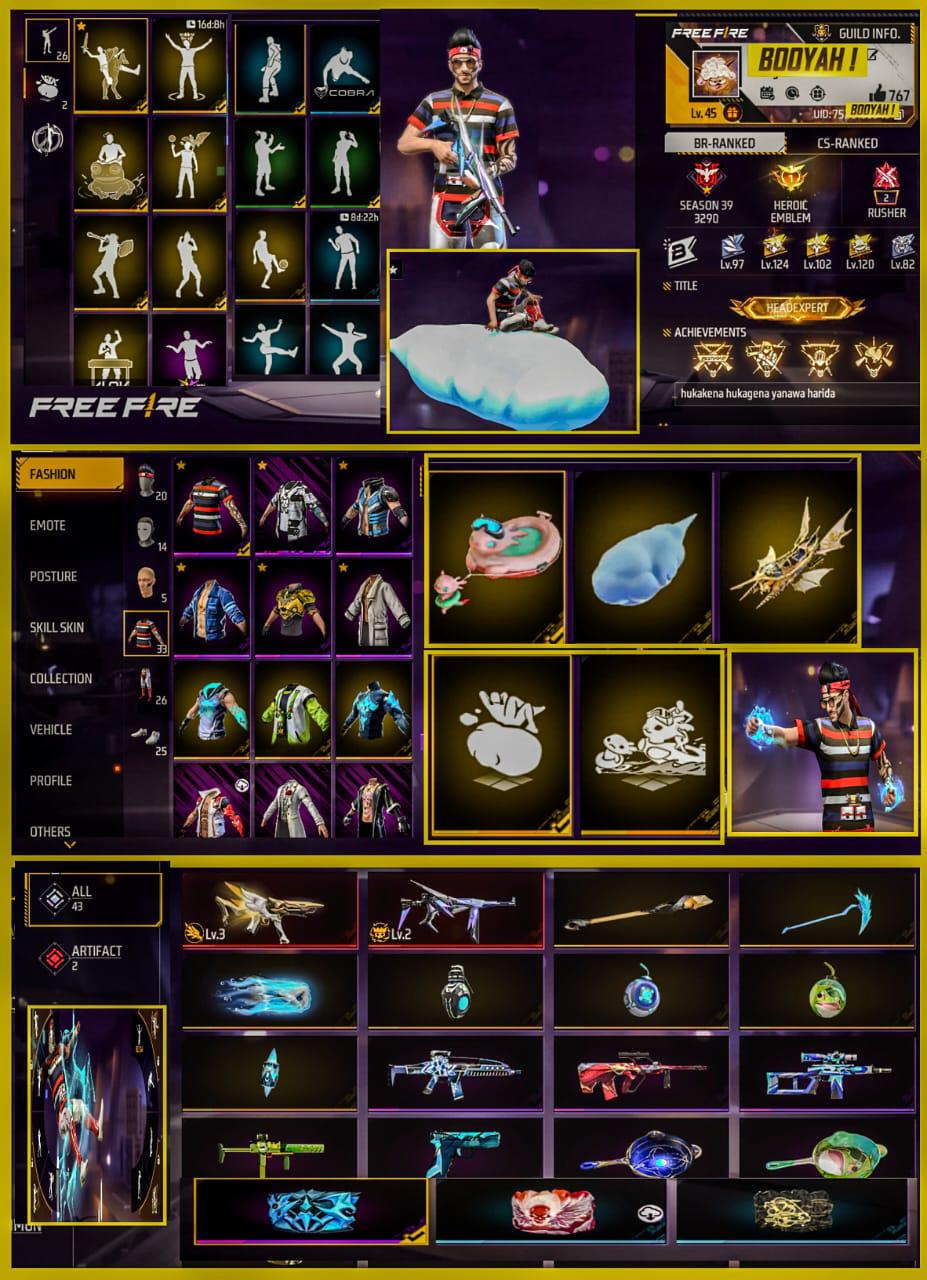 26
2
16d:8h
COBRA
8d:22h
FREE FIRE
FREE FIRE
GUILD INFO.
BOOYAH !
767
Lv. 45
UID:75
BOOYAH !
BR-RANKED
CS-RANKED
SEASON 39
3290
HEROIC
EMBLEM
2
RUSHER
Lv.97
Lv.124
Lv.102
Lv.120
Lv.82
TITLE
HEADEXPERT
ACHIEVEMENTS
hukakena hukagena yanawa harida
FASHION
20
EMOTE
14
POSTURE
5
SKILL SKIN
33
COLLECTION
26
VEHICLE
25
PROFILE
OTHERS
ALL
43
ARTIFACT
2
Lv.3
Lv.2